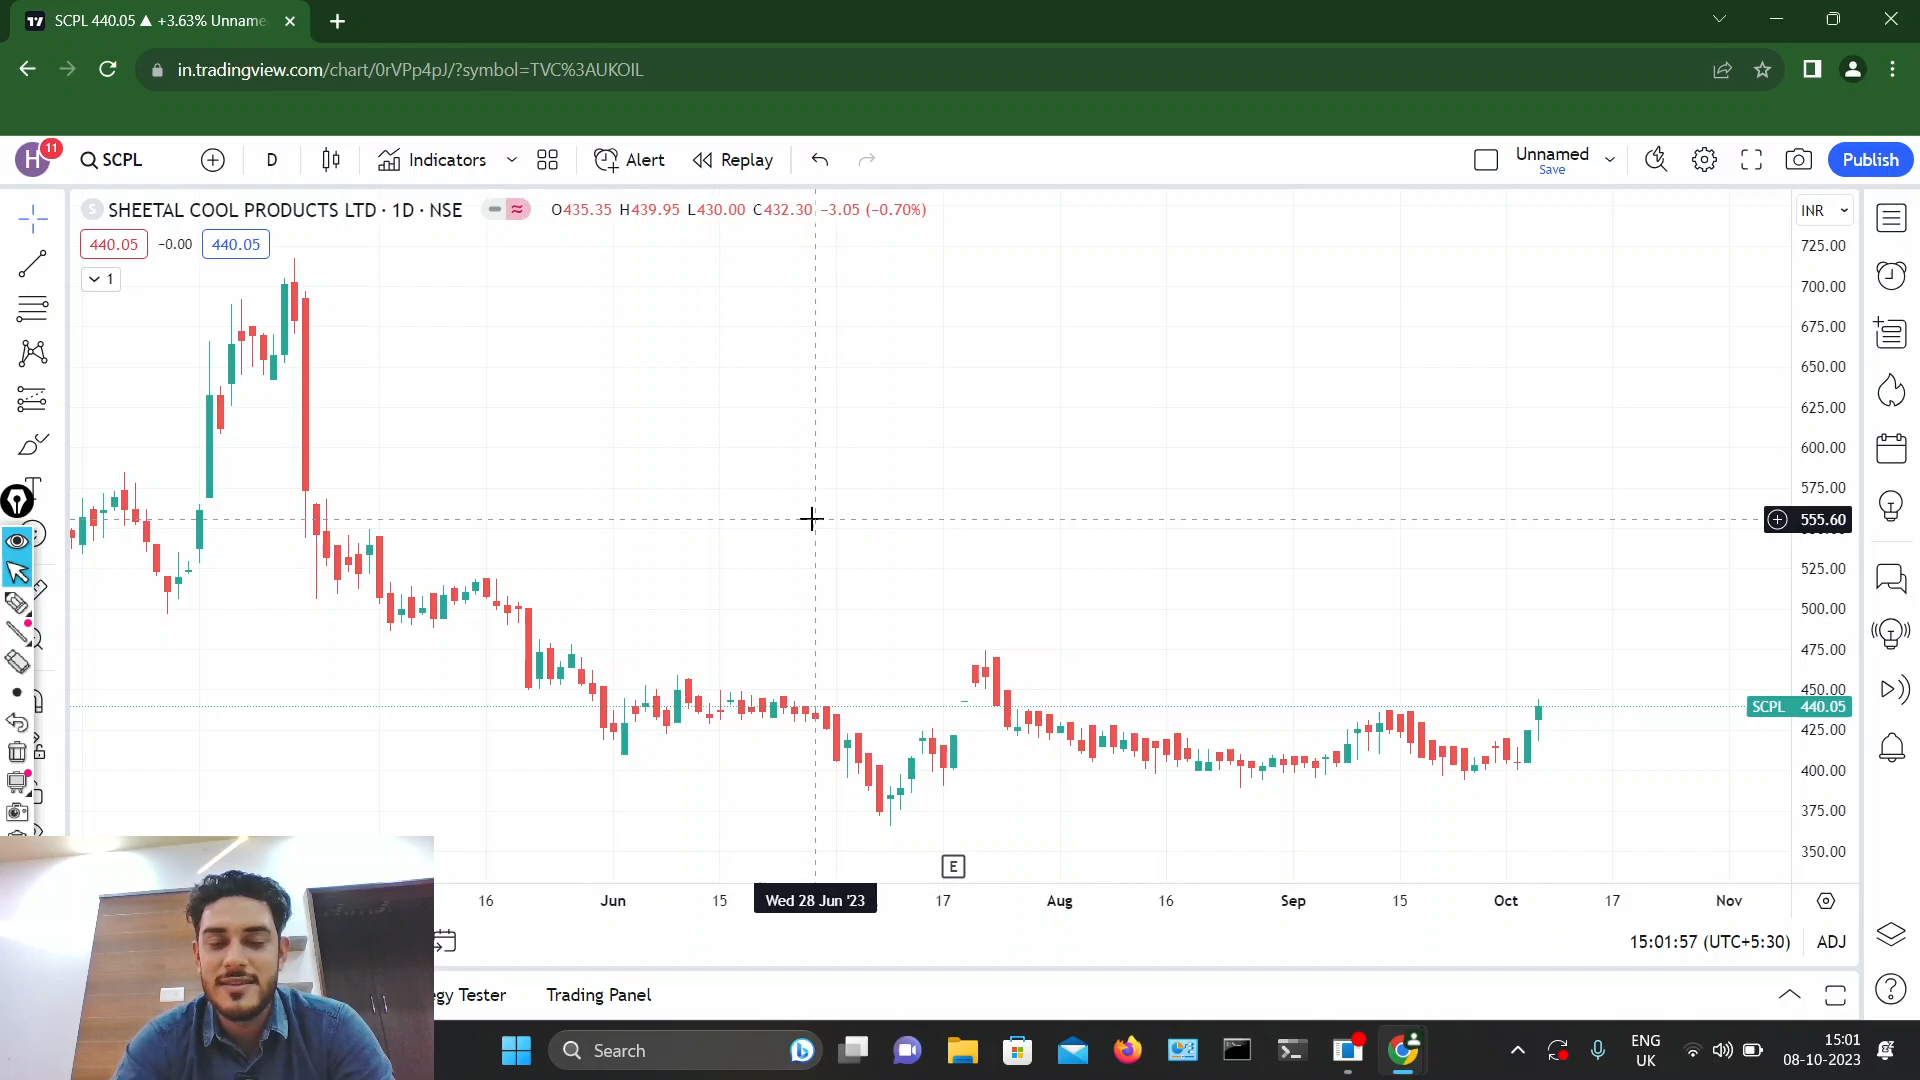 SCPL 440.05 ▲ +3.63% Unname
in.tradingview.com/chart/0rVPp4pJ/?symbol=TVC%3AUKOIL
H
11
SCPL
D
Indicators
Alert
Replay
Unnamed
Save
Publish
S SHEETAL COOL PRODUCTS LTD · 1D · NSE
O435.35 H439.95 L430.00 C432.30 −3.05 (−0.70%)
INR
440.05 −0.00 440.05
1
725.00
700.00
675.00
650.00
625.00
600.00
575.00
555.60
525.00
500.00
475.00
450.00
SCPL 440.05
425.00
400.00
375.00
350.00
E
16
Jun
15
Wed 28 Jun '23
17
Aug
16
Sep
15
Oct
17
Nov
15:01:57 (UTC+5:30)
ADJ
gy Tester
Trading Panel
Search
ENG
UK
15:01
08-10-2023